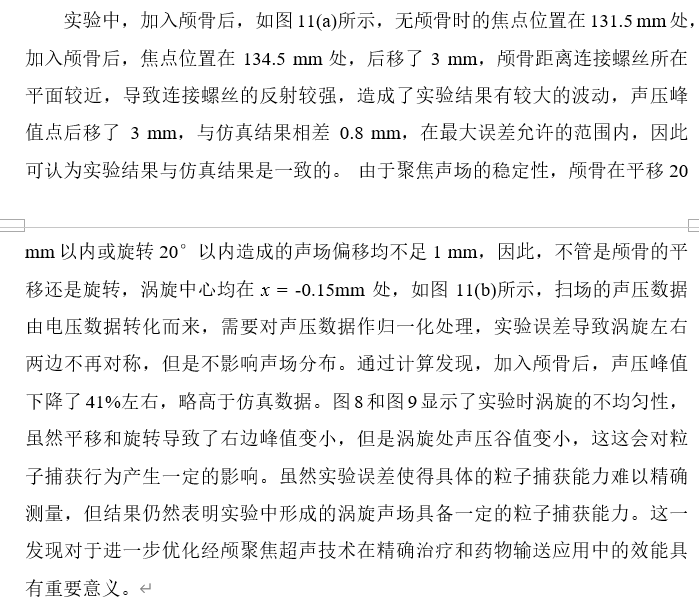 实验中，加入颅骨后，如图 11(a)所示，无颅骨时的焦点位置在 131.5 mm 处，
加入颅骨后，焦点位置在 134.5 mm 处，后移了 3 mm，颅骨距离连接螺丝所在
平面较近，导致连接螺丝的反射较强，造成了实验结果有较大的波动，声压峰
值点后移了 3 mm，与仿真结果相差 0.8 mm，在最大误差允许的范围内，因此
可认为实验结果与仿真结果是一致的。 由于聚焦声场的稳定性，颅骨在平移 20
mm 以内或旋转 20° 以内造成的声场偏移均不足 1 mm，因此，不管是颅骨的平
移还是旋转，涡旋中心均在 x = -0.15mm 处，如图 11(b)所示，扫场的声压数据
由电压数据转化而来，需要对声压数据作归一化处理，实验误差导致涡旋左右
两边不再对称，但是不影响声场分布。通过计算发现，加入颅骨后，声压峰值
下降了 41%左右，略高于仿真数据。图 8 和图 9 显示了实验时涡旋的不均匀性，
虽然平移和旋转导致了右边峰值变小，但是涡旋处声压谷值变小，这这会对粒
子捕获行为产生一定的影响。虽然实验误差使得具体的粒子捕获能力难以精确
测量，但结果仍然表明实验中形成的涡旋声场具备一定的粒子捕获能力。这一
发现对于进一步优化经颅聚焦超声技术在精确治疗和药物输送应用中的效能具
有重要意义。↵